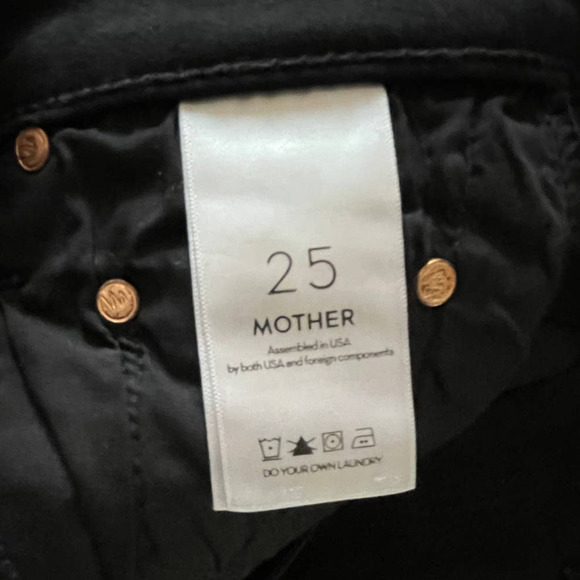 25
MOTHER
Assembled in USA
by both USA and foreign components
DO YOUR OWN LAUNDRY